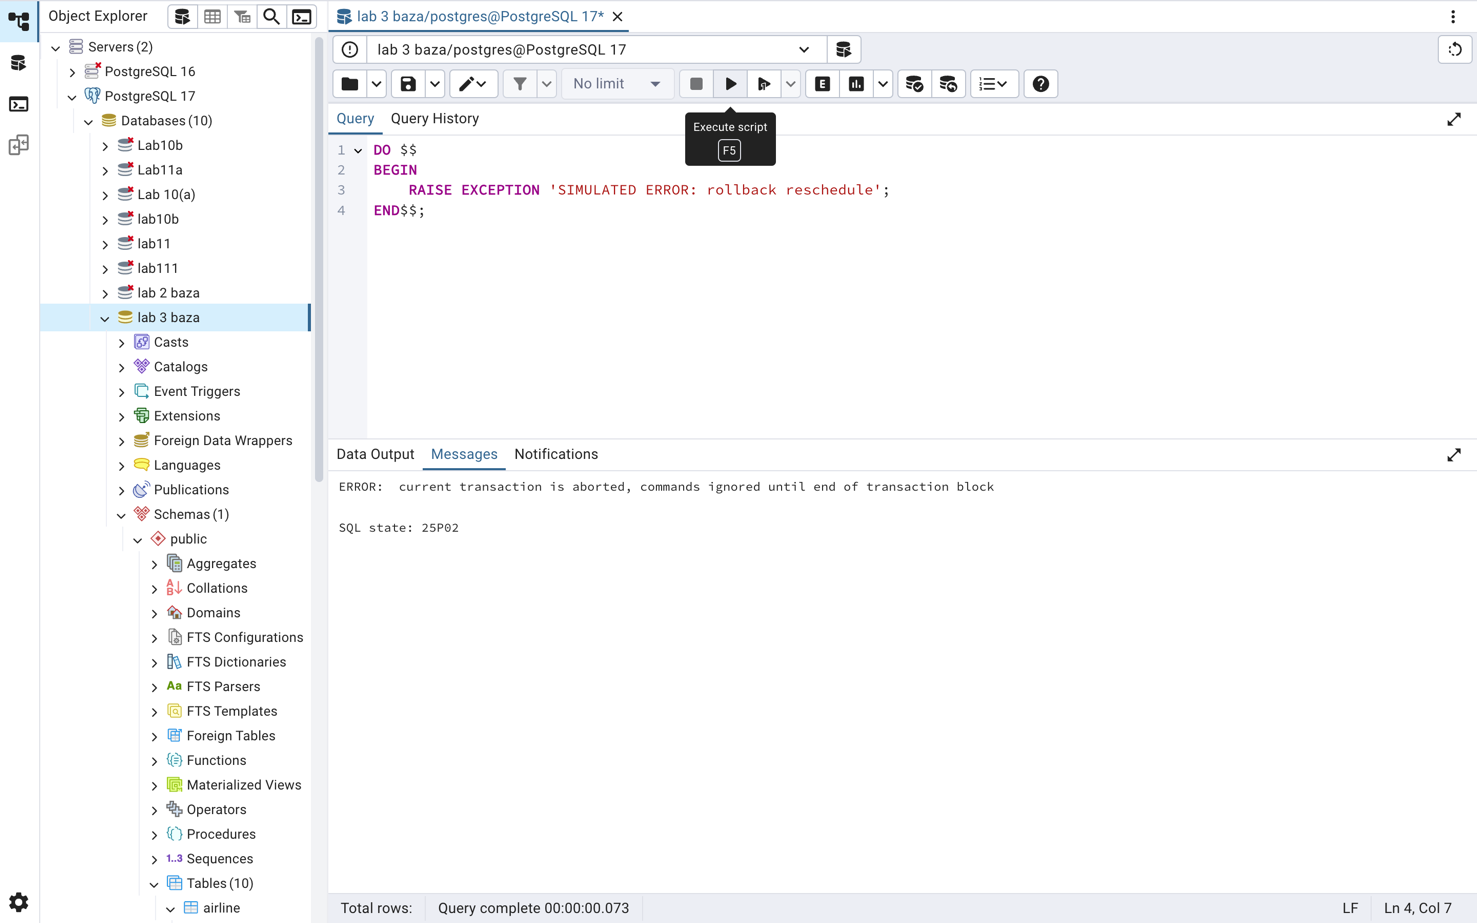 Object Explorer
lab 3 baza/postgres@PostgreSQL 17*
lab 3 baza/postgres@PostgreSQL 17
No limit
E
Query
Query History
Execute script
F5
1 DO $$
2 BEGIN
3 RAISE EXCEPTION 'SIMULATED ERROR: rollback reschedule';
4 END$$;
Servers (2)
PostgreSQL 16
PostgreSQL 17
Databases (10)
Lab10b
Lab11a
Lab 10(a)
lab10b
lab11
lab111
lab 2 baza
lab 3 baza
Casts
Catalogs
Event Triggers
Extensions
Foreign Data Wrappers
Languages
Publications
Schemas (1)
public
Aggregates
Collations
Domains
FTS Configurations
FTS Dictionaries
Aa FTS Parsers
FTS Templates
Foreign Tables
Functions
Materialized Views
Operators
Procedures
1..3 Sequences
Tables (10)
airline
Data Output
Messages
Notifications
ERROR: current transaction is aborted, commands ignored until end of transaction block
SQL state: 25P02
Total rows:
Query complete 00:00:00.073
LF
Ln 4, Col 7